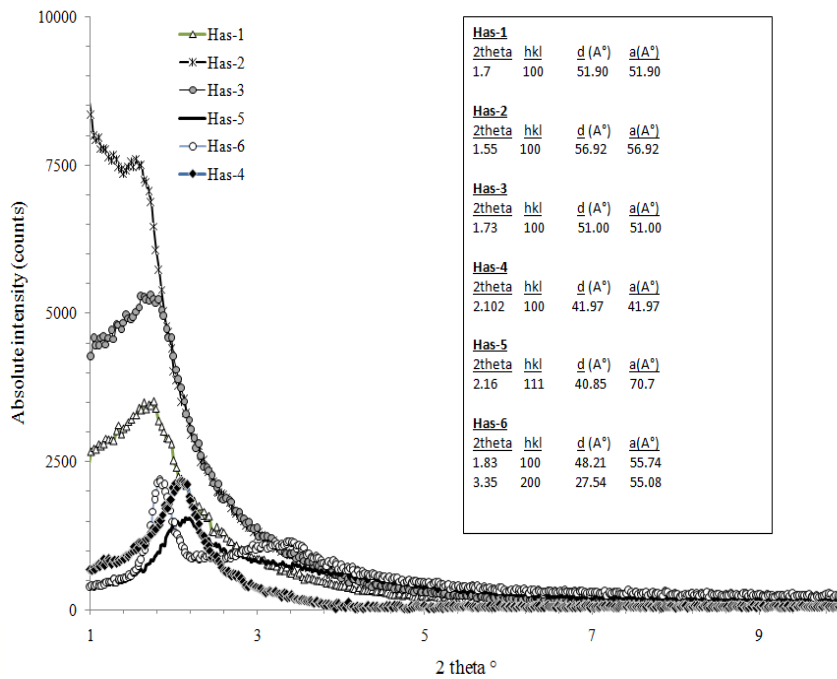 10000
7500
5000
2500
0
Absolute intensity (counts)
1
3
5
7
9
2 theta °
Has-1
Has-2
Has-3
Has-5
Has-6
Has-4
Has-1
2theta hkl d (A°) a(A°)
1.7 100 51.90 51.90
Has-2
2theta hkl d (A°) a(A°)
1.55 100 56.92 56.92
Has-3
2theta hkl d (A°) a(A°)
1.73 100 51.00 51.00
Has-4
2theta hkl d (A°) a(A°)
2.102 100 41.97 41.97
Has-5
2theta hkl d (A°) a(A°)
2.16 111 40.85 70.7
Has-6
2theta hkl d (A°) a(A°)
1.83 100 48.21 55.74
3.35 200 27.54 55.08